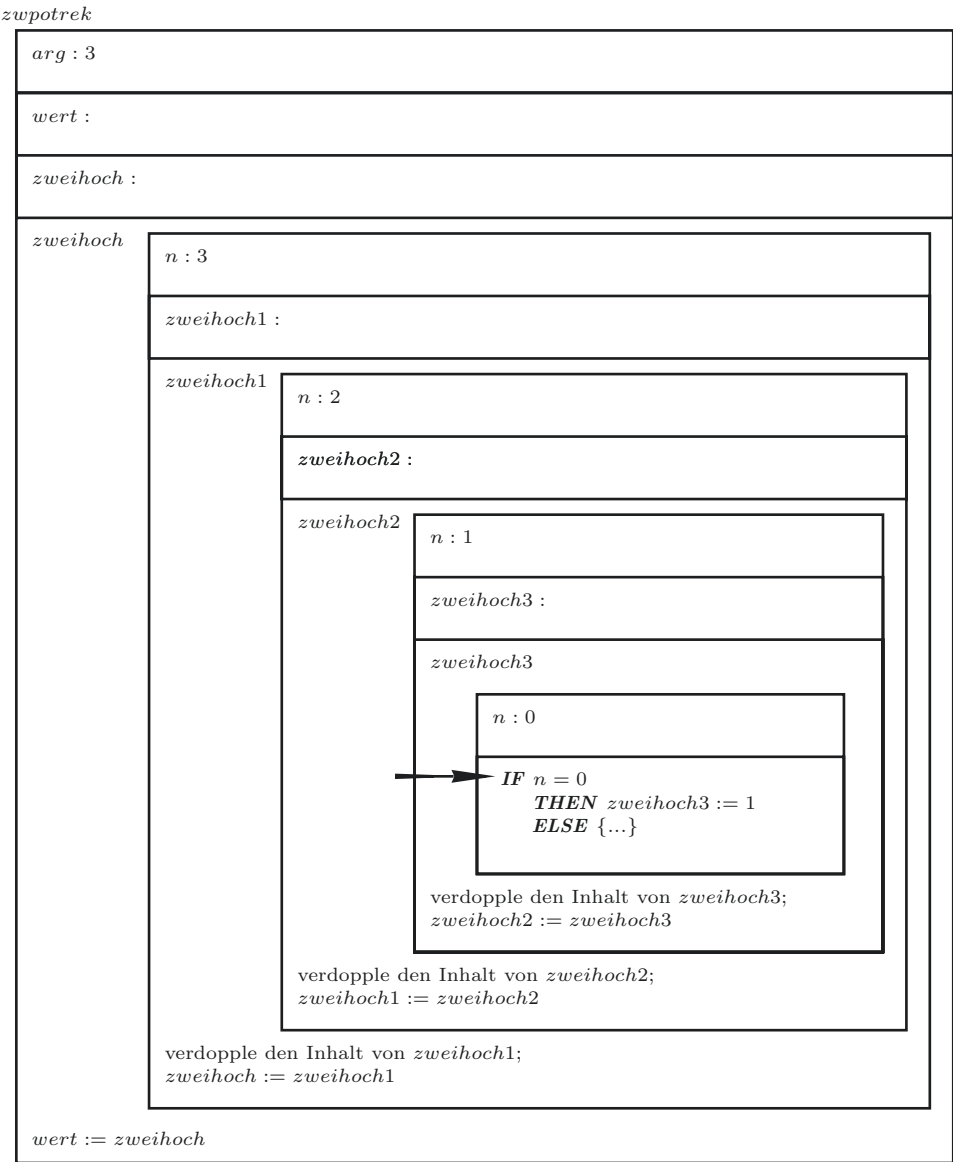 zwpotrek
arg : 3
wert :
zweihoch :
zweihoch
n : 3
zweihoch1 :
zweihoch1
n : 2
zweihoch2 :
zweihoch2
n : 1
zweihoch3 :
zweihoch3
n : 0
IF n = 0
THEN zweihoch3 := 1
ELSE {...}
verdopple den Inhalt von zweihoch3;
zweihoch2 := zweihoch3
verdopple den Inhalt von zweihoch2;
zweihoch1 := zweihoch2
verdopple den Inhalt von zweihoch1;
zweihoch := zweihoch1
wert := zweihoch